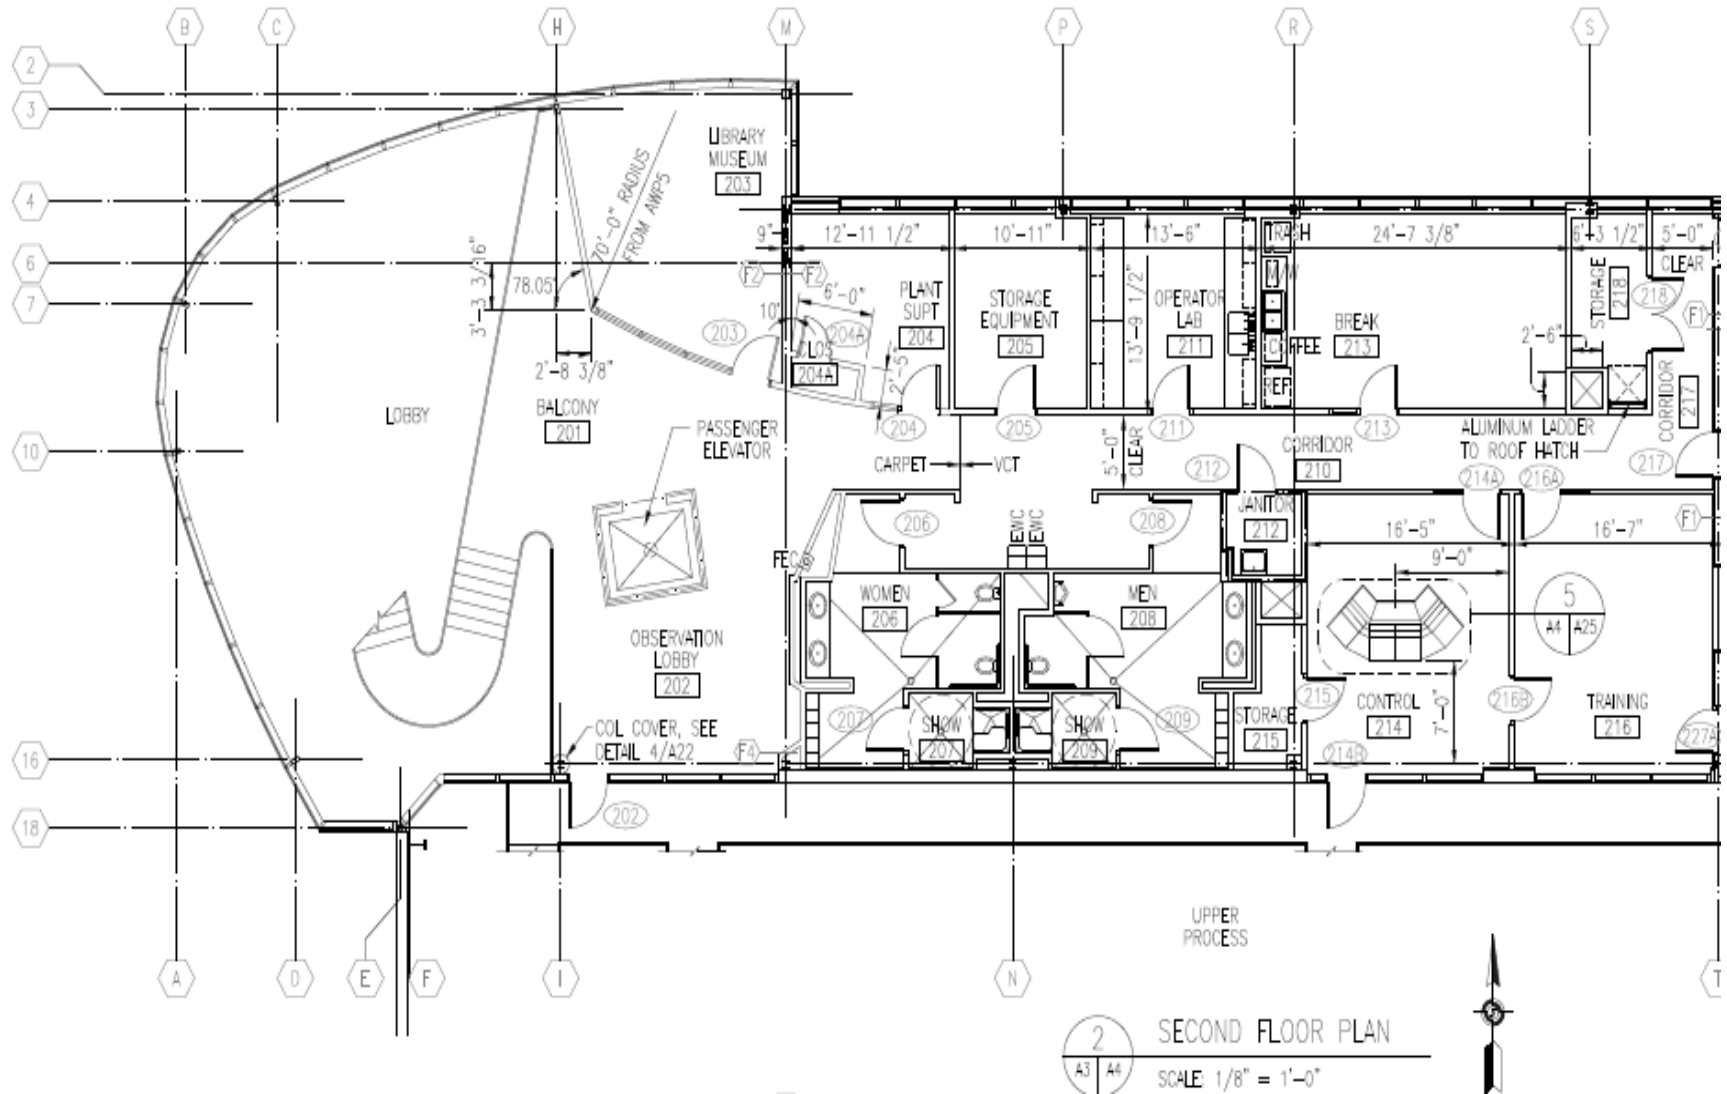 B
C
H
M
P
R
S
2
3
4
6
7
10
16
18
LIBRARY
MUSEUM
203
70'-0" RADIUS
FROM AWP5
3'-3 3/16"
78.05°
2'-8 3/8"
9"
12'-11 1/2"
10'-11"
13'-6"
TRASH
24'-7 3/8"
6'-3 1/2"
5'-0"
CLEAR
F2
F2
6'-0"
10'
PLANT
SUPT
204
STORAGE
EQUIPMENT
205
13'-9 1/2"
OPERATOR
LAB
211
M/W
COFFEE
REF
BREAK
213
STORAGE
218
218
F1
2'-6"
203
204A
CLOS
204A
2'-5"
LOBBY
BALCONY
201
PASSENGER
ELEVATOR
204
205
211
213
CARPET
VCT
5'-0"
CLEAR
212
CORRIDOR
210
ALUMINUM LADDER
TO ROOF HATCH
CORRIDOR
217
217
214A
216A
206
EWC
EWC
208
JANITOR
212
16'-5"
16'-7"
F1
9'-0"
FEC
WOMEN
206
MEN
208
5
A4
A25
OBSERVATION
LOBBY
202
COL COVER, SEE
DETAIL 4/A22
F4
207
SHOW
207
SHOW
209
209
STORAGE
215
215
CONTROL
214
7'-0"
216B
TRAINING
216
227A
214B
202
UPPER
PROCESS
A
D
E
F
I
N
T
2
A3
A4
SECOND FLOOR PLAN
SCALE: 1/8" = 1'-0"